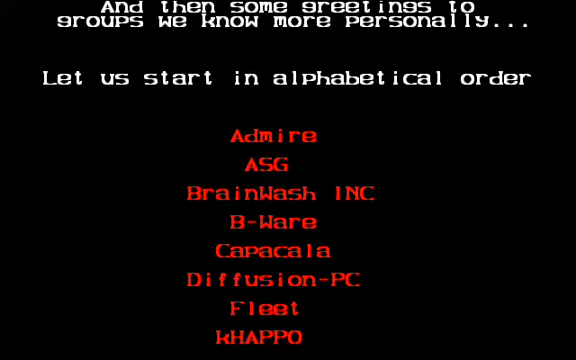 And then some greetings to
groups we know more personally...
Let us start in alphabetical order
Admire
ASG
BrainWash INC
B-Ware
Capacala
Diffusion-PC
Fleet
kHAPPO